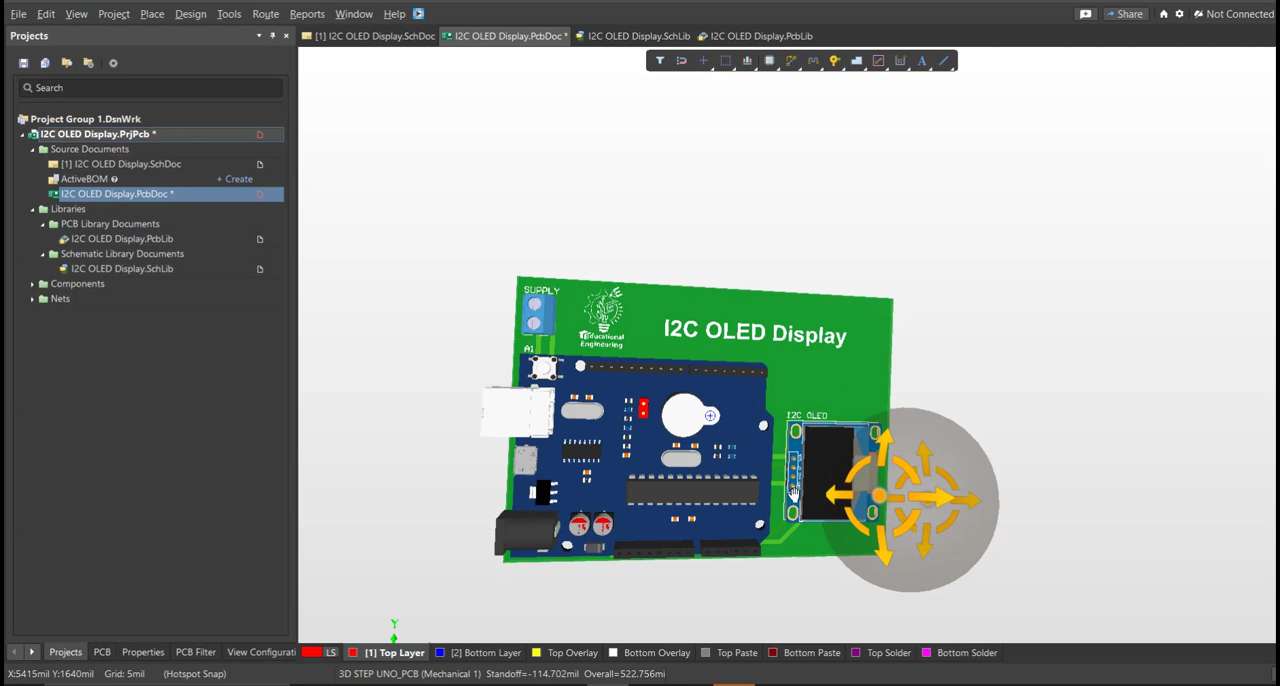 File Edit View Project Place Design Tools Route Reports Window Help Share Not Connected
Projects
[1] I2C OLED Display.SchDoc I2C OLED Display.PcbDoc * I2C OLED Display.SchLib I2C OLED Display.PcbLib
Search
Project Group 1.DsnWrk
I2C OLED Display.PrjPcb *
Source Documents
[1] I2C OLED Display.SchDoc
ActiveBOM + Create
I2C OLED Display.PcbDoc *
Libraries
PCB Library Documents
I2C OLED Display.PcbLib
Schematic Library Documents
I2C OLED Display.SchLib
Components
Nets
SUPPLY
Educational
Engineering
I2C OLED Display
A1
I2C OLED
Y
Projects PCB Properties PCB Filter View Configurati LS [1] Top Layer [2] Bottom Layer Top Overlay Bottom Overlay Top Paste Bottom Paste Top Solder Bottom Solder
X:5415mil Y:1640mil Grid: 5mil (Hotspot Snap) 3D STEP UNO_PCB (Mechanical 1) Standoff=-114.702mil Overall=522.756mil